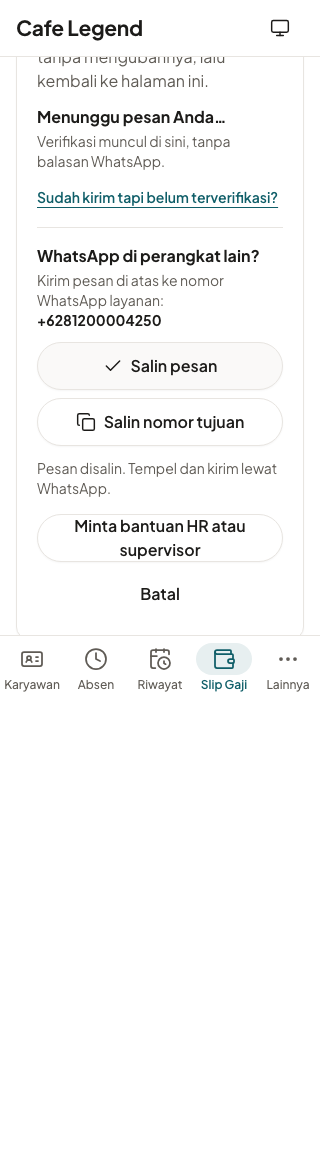 Cafe Legend
tanpa mengubahnya, lalu
kembali ke halaman ini.
Menunggu pesan Anda…
Verifikasi muncul di sini, tanpa
balasan WhatsApp.
Sudah kirim tapi belum terverifikasi?
WhatsApp di perangkat lain?
Kirim pesan di atas ke nomor
WhatsApp layanan:
+6281200004250
Salin pesan
Salin nomor tujuan
Pesan disalin. Tempel dan kirim lewat
WhatsApp.
Minta bantuan HR atau
supervisor
Batal
Karyawan Absen Riwayat Slip Gaji Lainnya